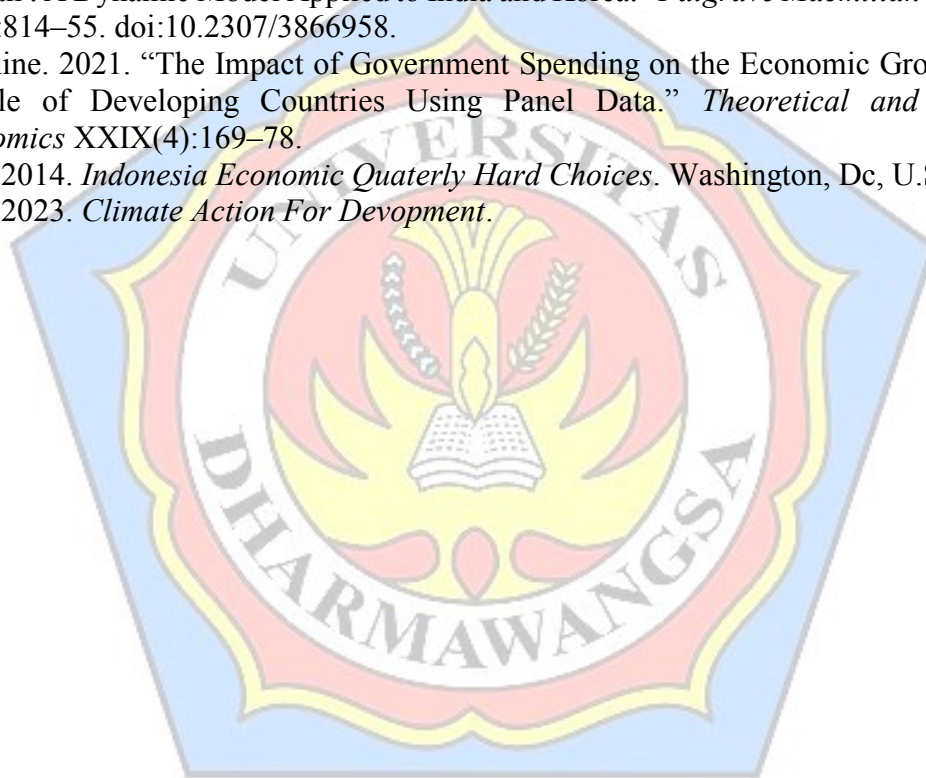 A Dynamic Model Applied to India and Korea." Palgrave Macmillan
:814–55. doi:10.2307/3866958.
ine. 2021. “The Impact of Government Spending on the Economic Gro
le of Developing Countries Using Panel Data.” Theoretical and
omics XXIX(4):169–78.
2014. Indonesia Economic Quaterly Hard Choices. Washington, Dc, U.S
2023. Climate Action For Devopment.
UNIVERSITAS
DHARMAWANGSA